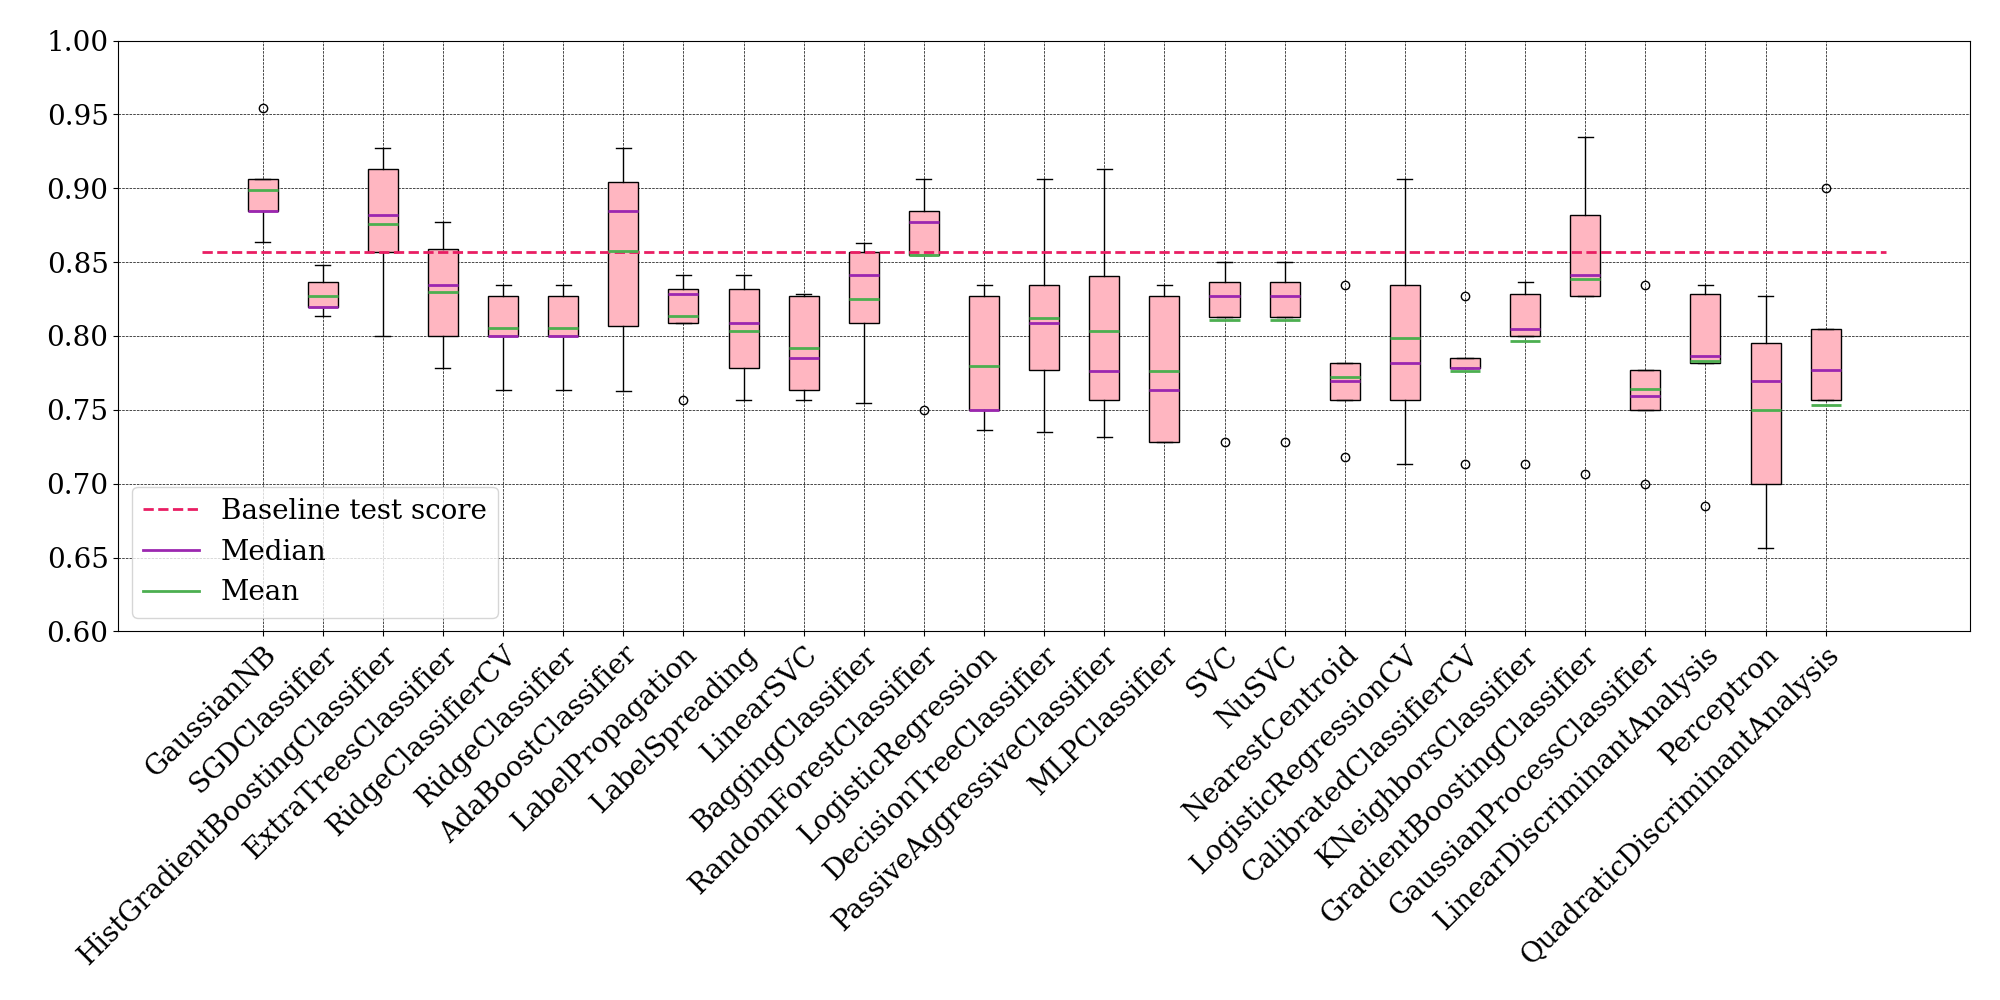 1.00
0.95
0.90
0.85
0.80
0.75
0.70
0.65
0.60
Baseline test score
Median
Mean
GaussianNB
SGDClassifier
HistGradientBoostingClassifier
ExtraTreesClassifier
RidgeClassifierCV
RidgeClassifier
AdaBoostClassifier
LabelPropagation
LabelSpreading
LinearSVC
BaggingClassifier
RandomForestClassifier
LogisticRegression
DecisionTreeClassifier
PassiveAggressiveClassifier
MLPClassifier
SVC
NuSVC
NearestCentroid
LogisticRegressionCV
CalibratedClassifierCV
KNeighborsClassifier
GradientBoostingClassifier
GaussianProcessClassifier
LinearDiscriminantAnalysis
Perceptron
QuadraticDiscriminantAnalysis